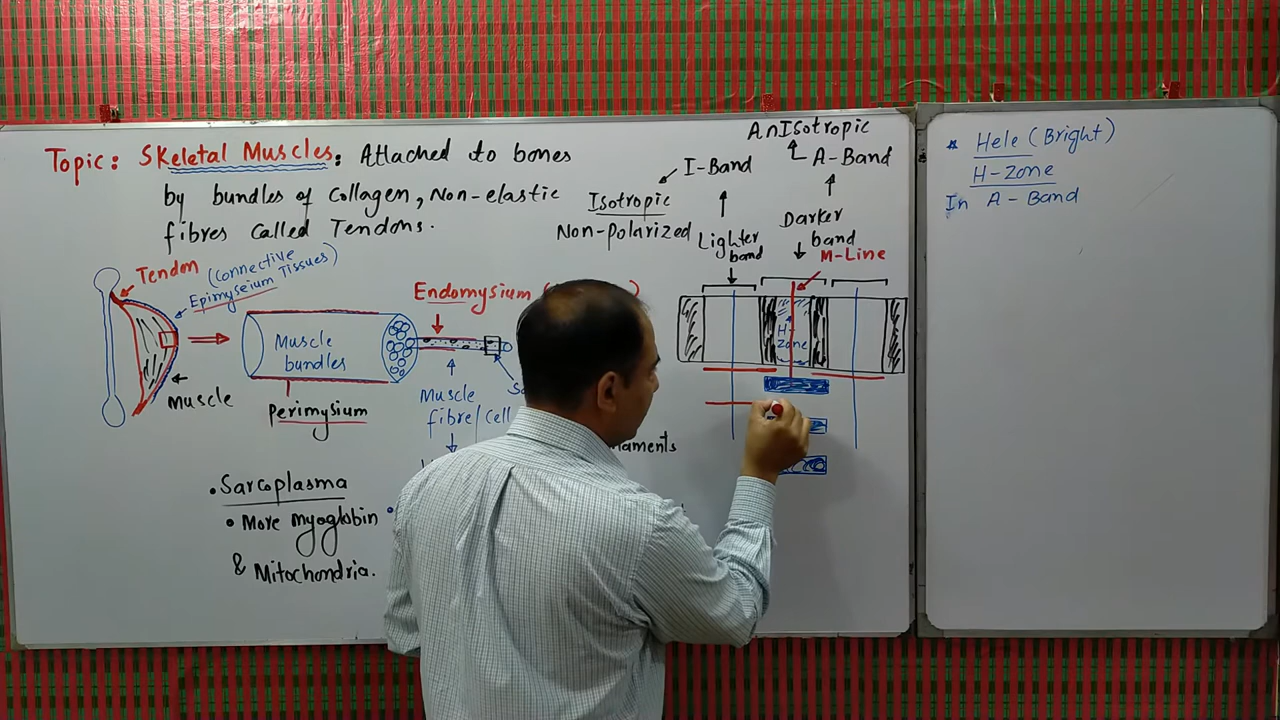 Topic: Skeletal Muscles: Attached to bones
by bundles of Collagen, Non-elastic
fibres called Tendons.
Tendon
(Connective
Tissues)
Epimyseium
Muscle
Muscle
bundles
Perimysium
Endomysium (
Muscle
fibre/Cell
• Sarcoplasma
• More myoglobin
& Mitochondria.
AnIsotropic
A-Band
I-Band
Isotropic
Non-polarized
Lighter
band
Darker
band
M-Line
H-
Zone
* Hele (Bright)
H-Zone
In A-Band